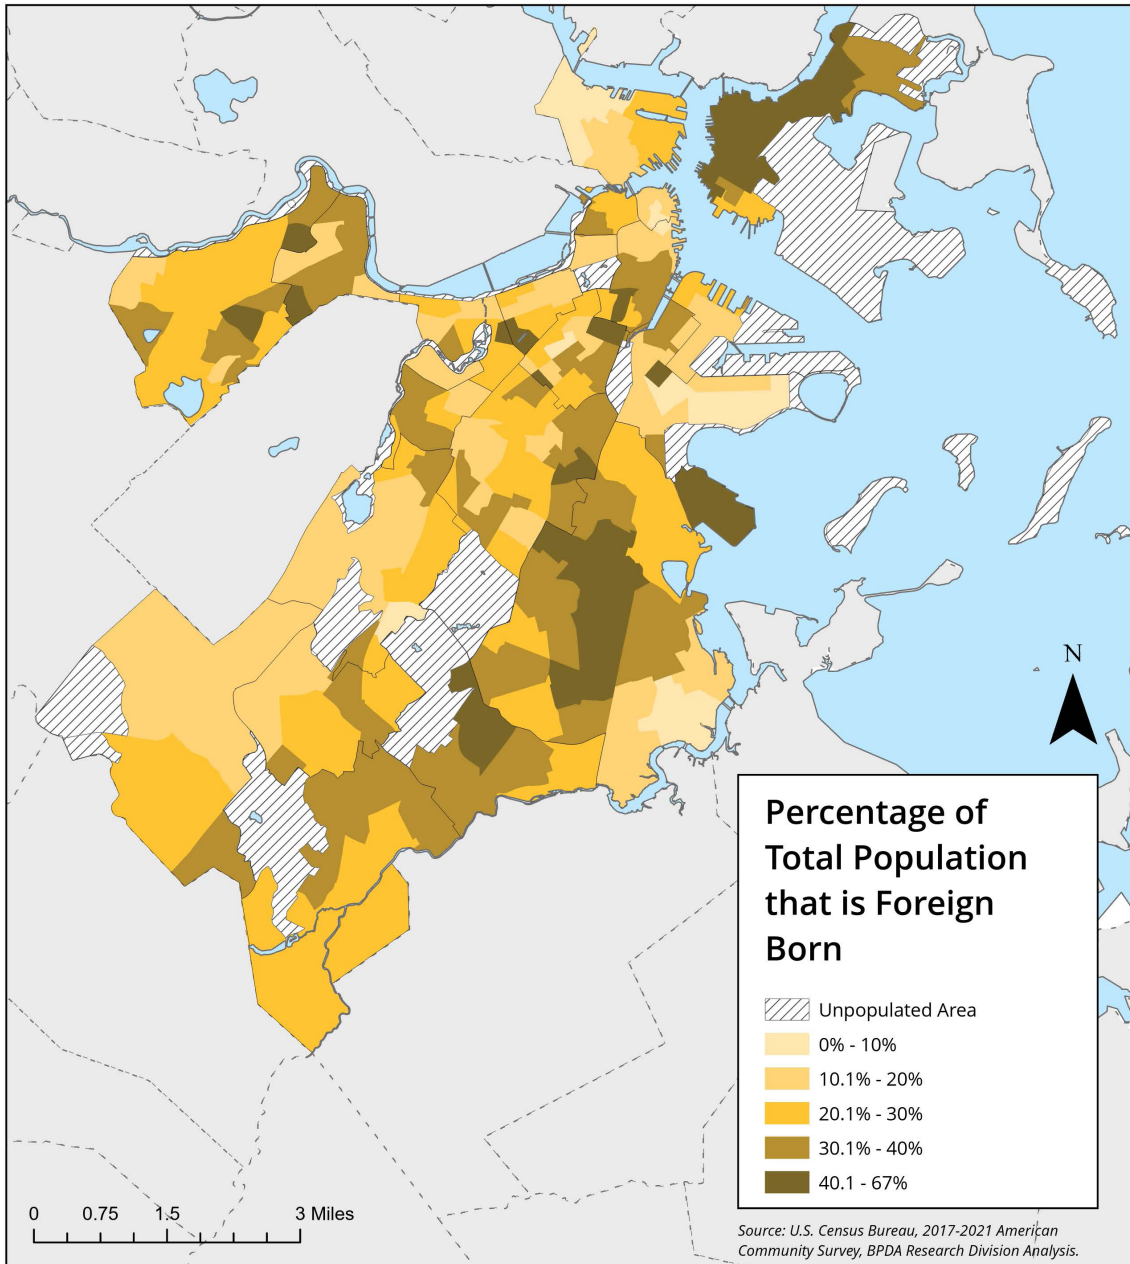 N
Percentage of
Total Population
that is Foreign
Born
Unpopulated Area
0% - 10%
10.1% - 20%
20.1% - 30%
30.1% - 40%
40.1 - 67%
0 0.75 1.5 3 Miles
Source: U.S. Census Bureau, 2017-2021 American
Community Survey, BPDA Research Division Analysis.